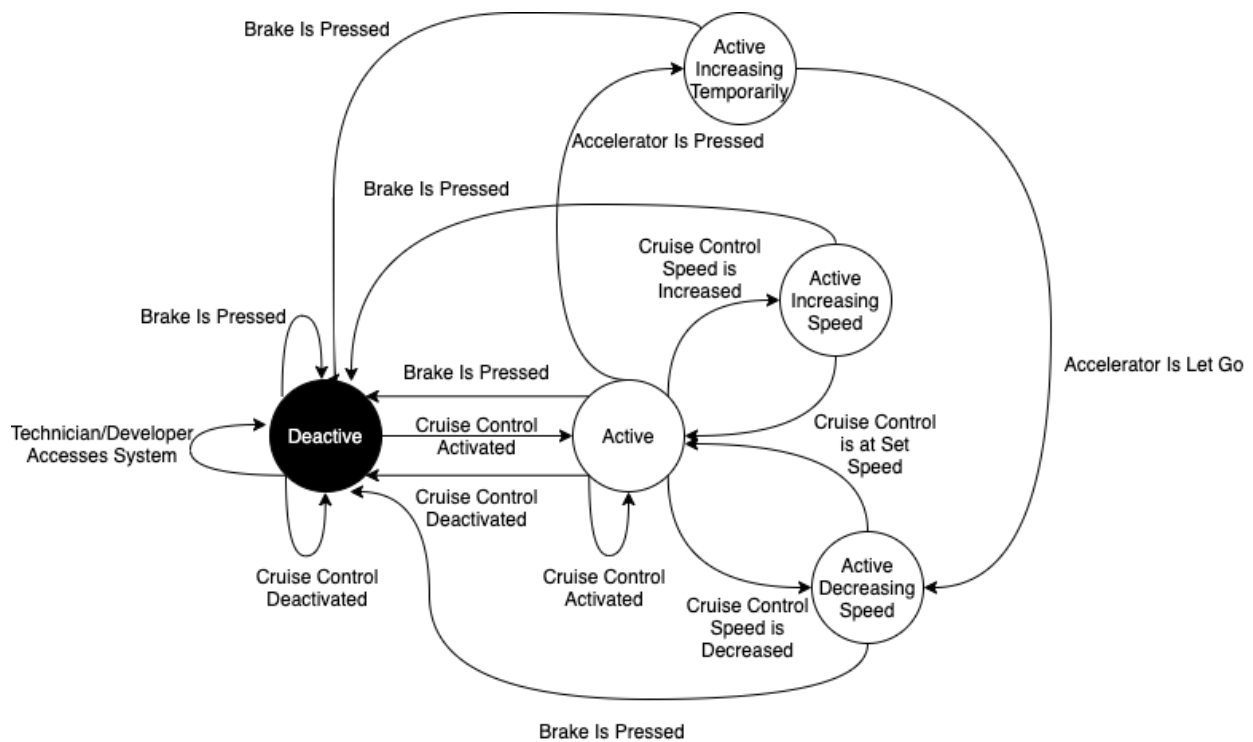 Brake Is Pressed
Active
Increasing
Temporarily
Accelerator Is Pressed
Brake Is Pressed
Cruise Control
Speed is
Increased
Active
Increasing
Speed
Brake Is Pressed
Accelerator Is Let Go
Brake Is Pressed
Technician/Developer
Accesses System
Deactive
Cruise Control
Activated
Active
Cruise Control
is at Set
Speed
Cruise Control
Deactivated
Cruise Control
Deactivated
Cruise Control
Activated
Cruise Control
Speed is
Decreased
Active
Decreasing
Speed
Brake Is Pressed